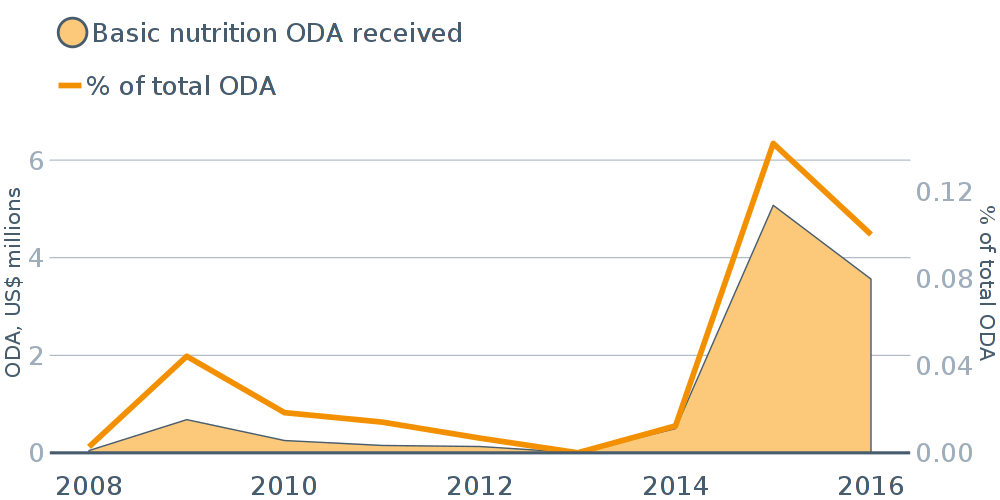 Basic nutrition ODA received
% of total ODA
6
4
2
0
ODA, US$ millions
0.12
0.08
0.04
0.00
% of total ODA
2008 2010 2012 2014 2016